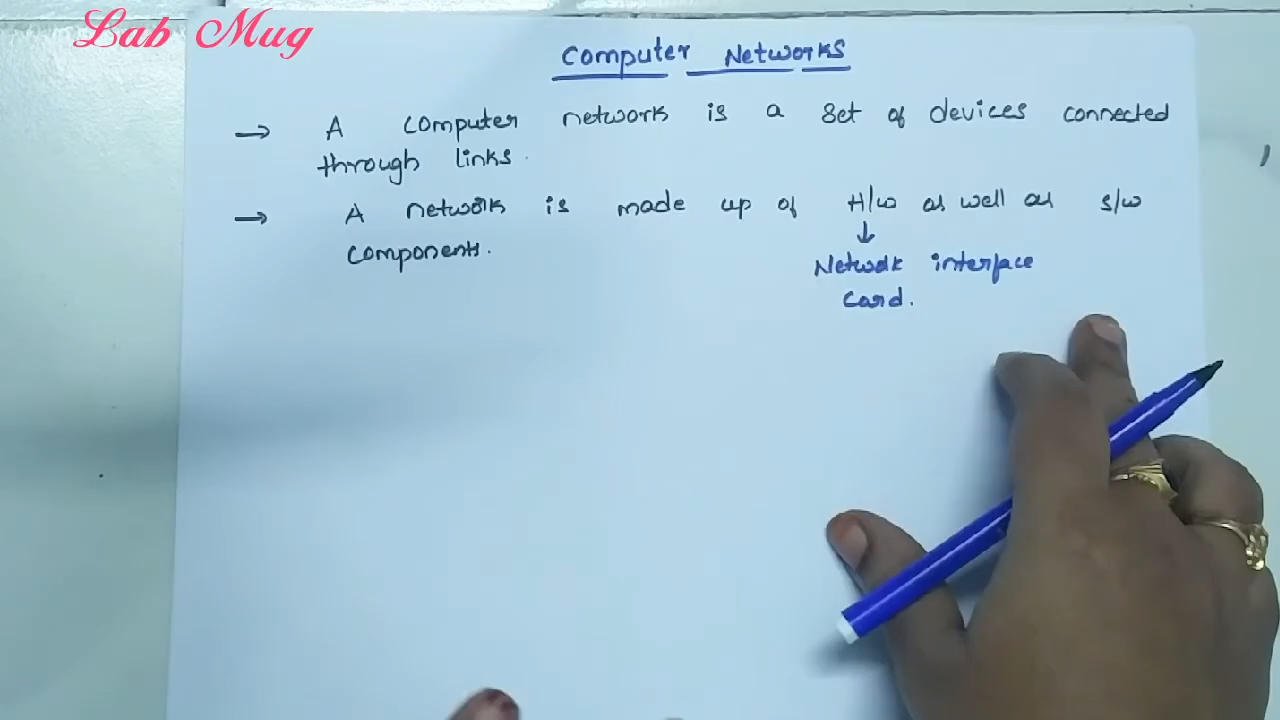 Lab Mug
Computer Networks
→ A computer network is a set of devices connected
through links.
→ A network is made up of H/w as well as s/w
↓
components.
Network interface
Card.